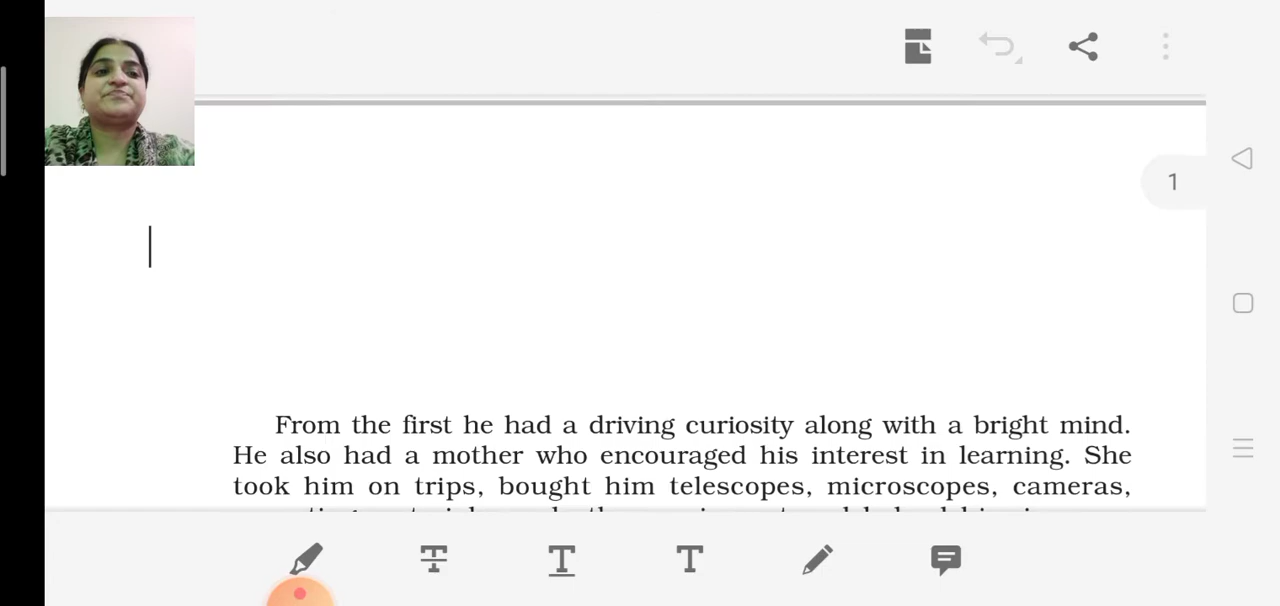 1
From the first he had a driving curiosity along with a bright mind.
He also had a mother who encouraged his interest in learning. She
took him on trips, bought him telescopes, microscopes, cameras,